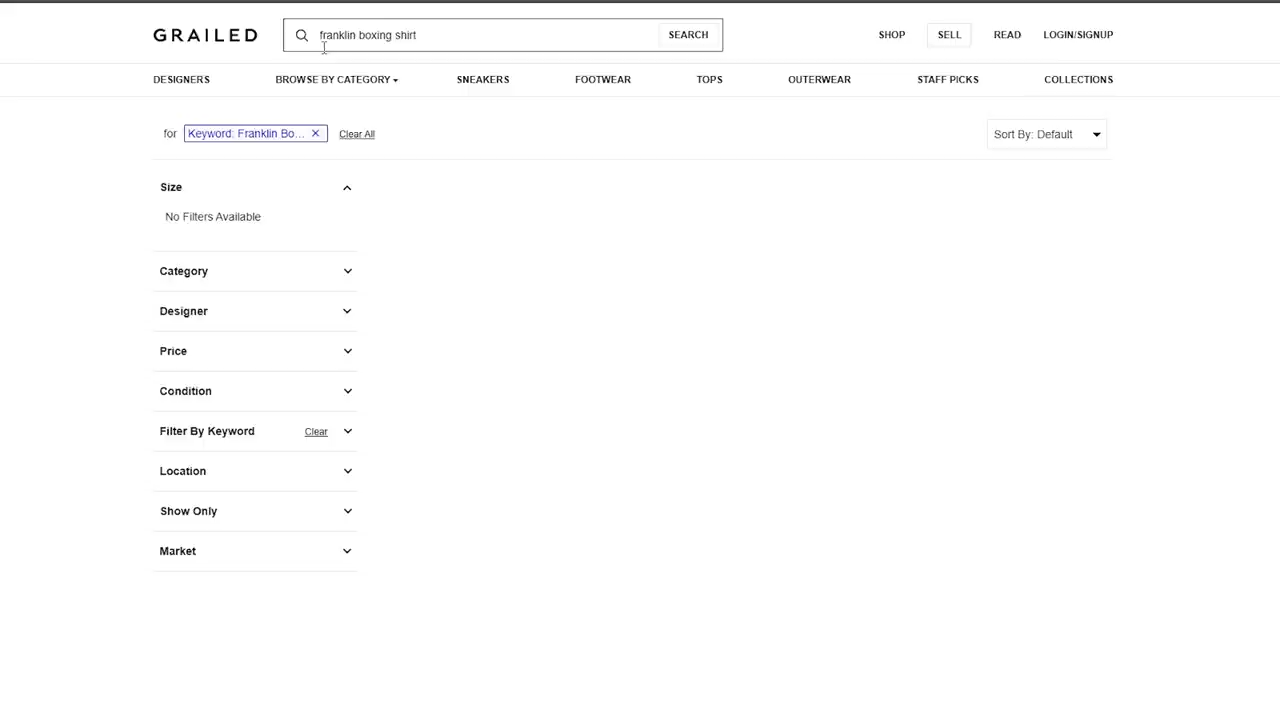 GRAILED
franklin boxing shirt
SEARCH
SHOP
SELL
READ
LOGIN/SIGNUP
DESIGNERS
BROWSE BY CATEGORY
SNEAKERS
FOOTWEAR
TOPS
OUTERWEAR
STAFF PICKS
COLLECTIONS
for
Keyword: Franklin Bo...
Clear All
Sort By: Default
Size
No Filters Available
Category
Designer
Price
Condition
Filter By Keyword
Clear
Location
Show Only
Market